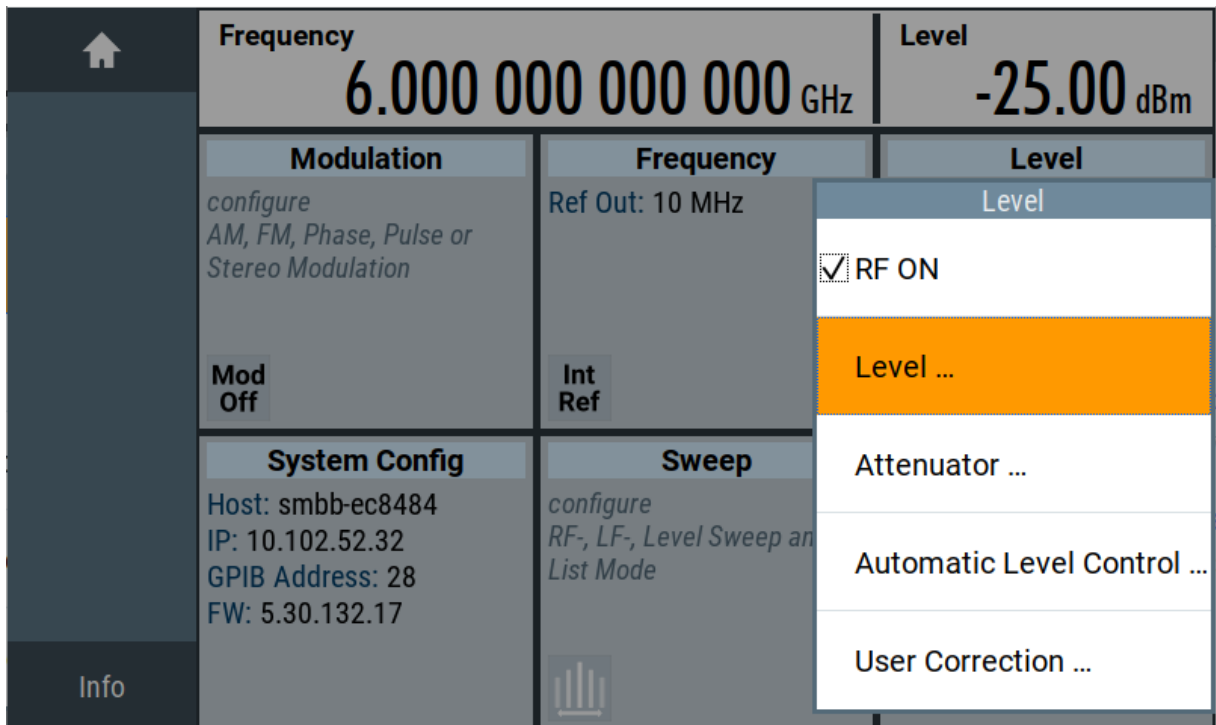 Frequency
6.000 000 000 000 GHz
Level
-25.00 dBm
Modulation
configure
AM, FM, Phase, Pulse or
Stereo Modulation
Mod
Off
Frequency
Ref Out: 10 MHz
Int
Ref
Level
Level
RF ON
Level ...
Attenuator ...
Automatic Level Control ...
User Correction ...
System Config
Host: smbb-ec8484
IP: 10.102.52.32
GPIB Address: 28
FW: 5.30.132.17
Sweep
configure
RF-, LF-, Level Sweep an
List Mode
Info